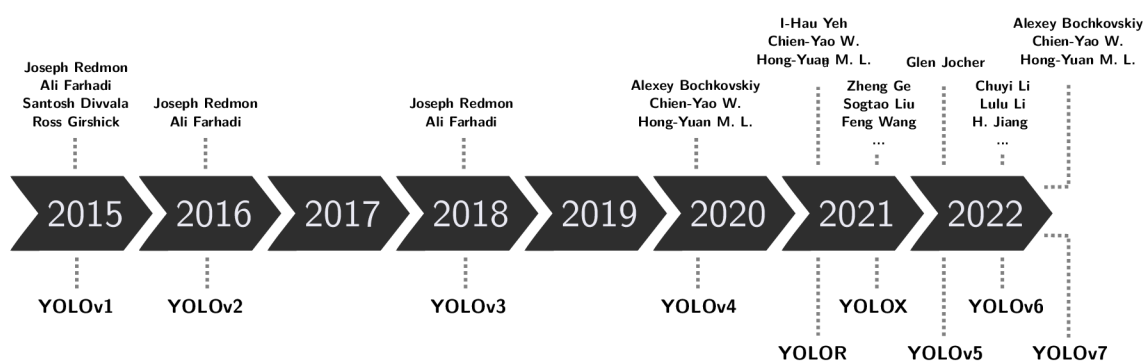 Joseph Redmon
Ali Farhadi
Santosh Divvala
Ross Girshick
Joseph Redmon
Ali Farhadi
Joseph Redmon
Ali Farhadi
Alexey Bochkovskiy
Chien-Yao W.
Hong-Yuan M. L.
I-Hau Yeh
Chien-Yao W.
Hong-Yuan M. L.
Zheng Ge
Sogtao Liu
Feng Wang
...
Glen Jocher
Chuyi Li
Lulu Li
H. Jiang
...
Alexey Bochkovskiy
Chien-Yao W.
Hong-Yuan M. L.
2015
2016
2017
2018
2019
2020
2021
2022
YOLOv1
YOLOv2
YOLOv3
YOLOv4
YOLOR
YOLOX
YOLOv5
YOLOv6
YOLOv7